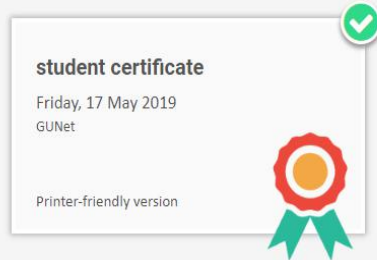 student certificate
Friday, 17 May 2019
GUNet
Printer-friendly version